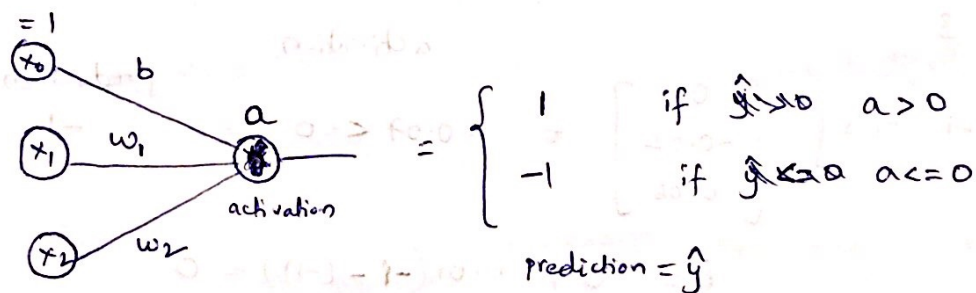 = 1
x₀
b
a
x₁
w₁
= { 1 if a > 0
-1 if a <= 0
activation
x₂
w₂
prediction = ŷ